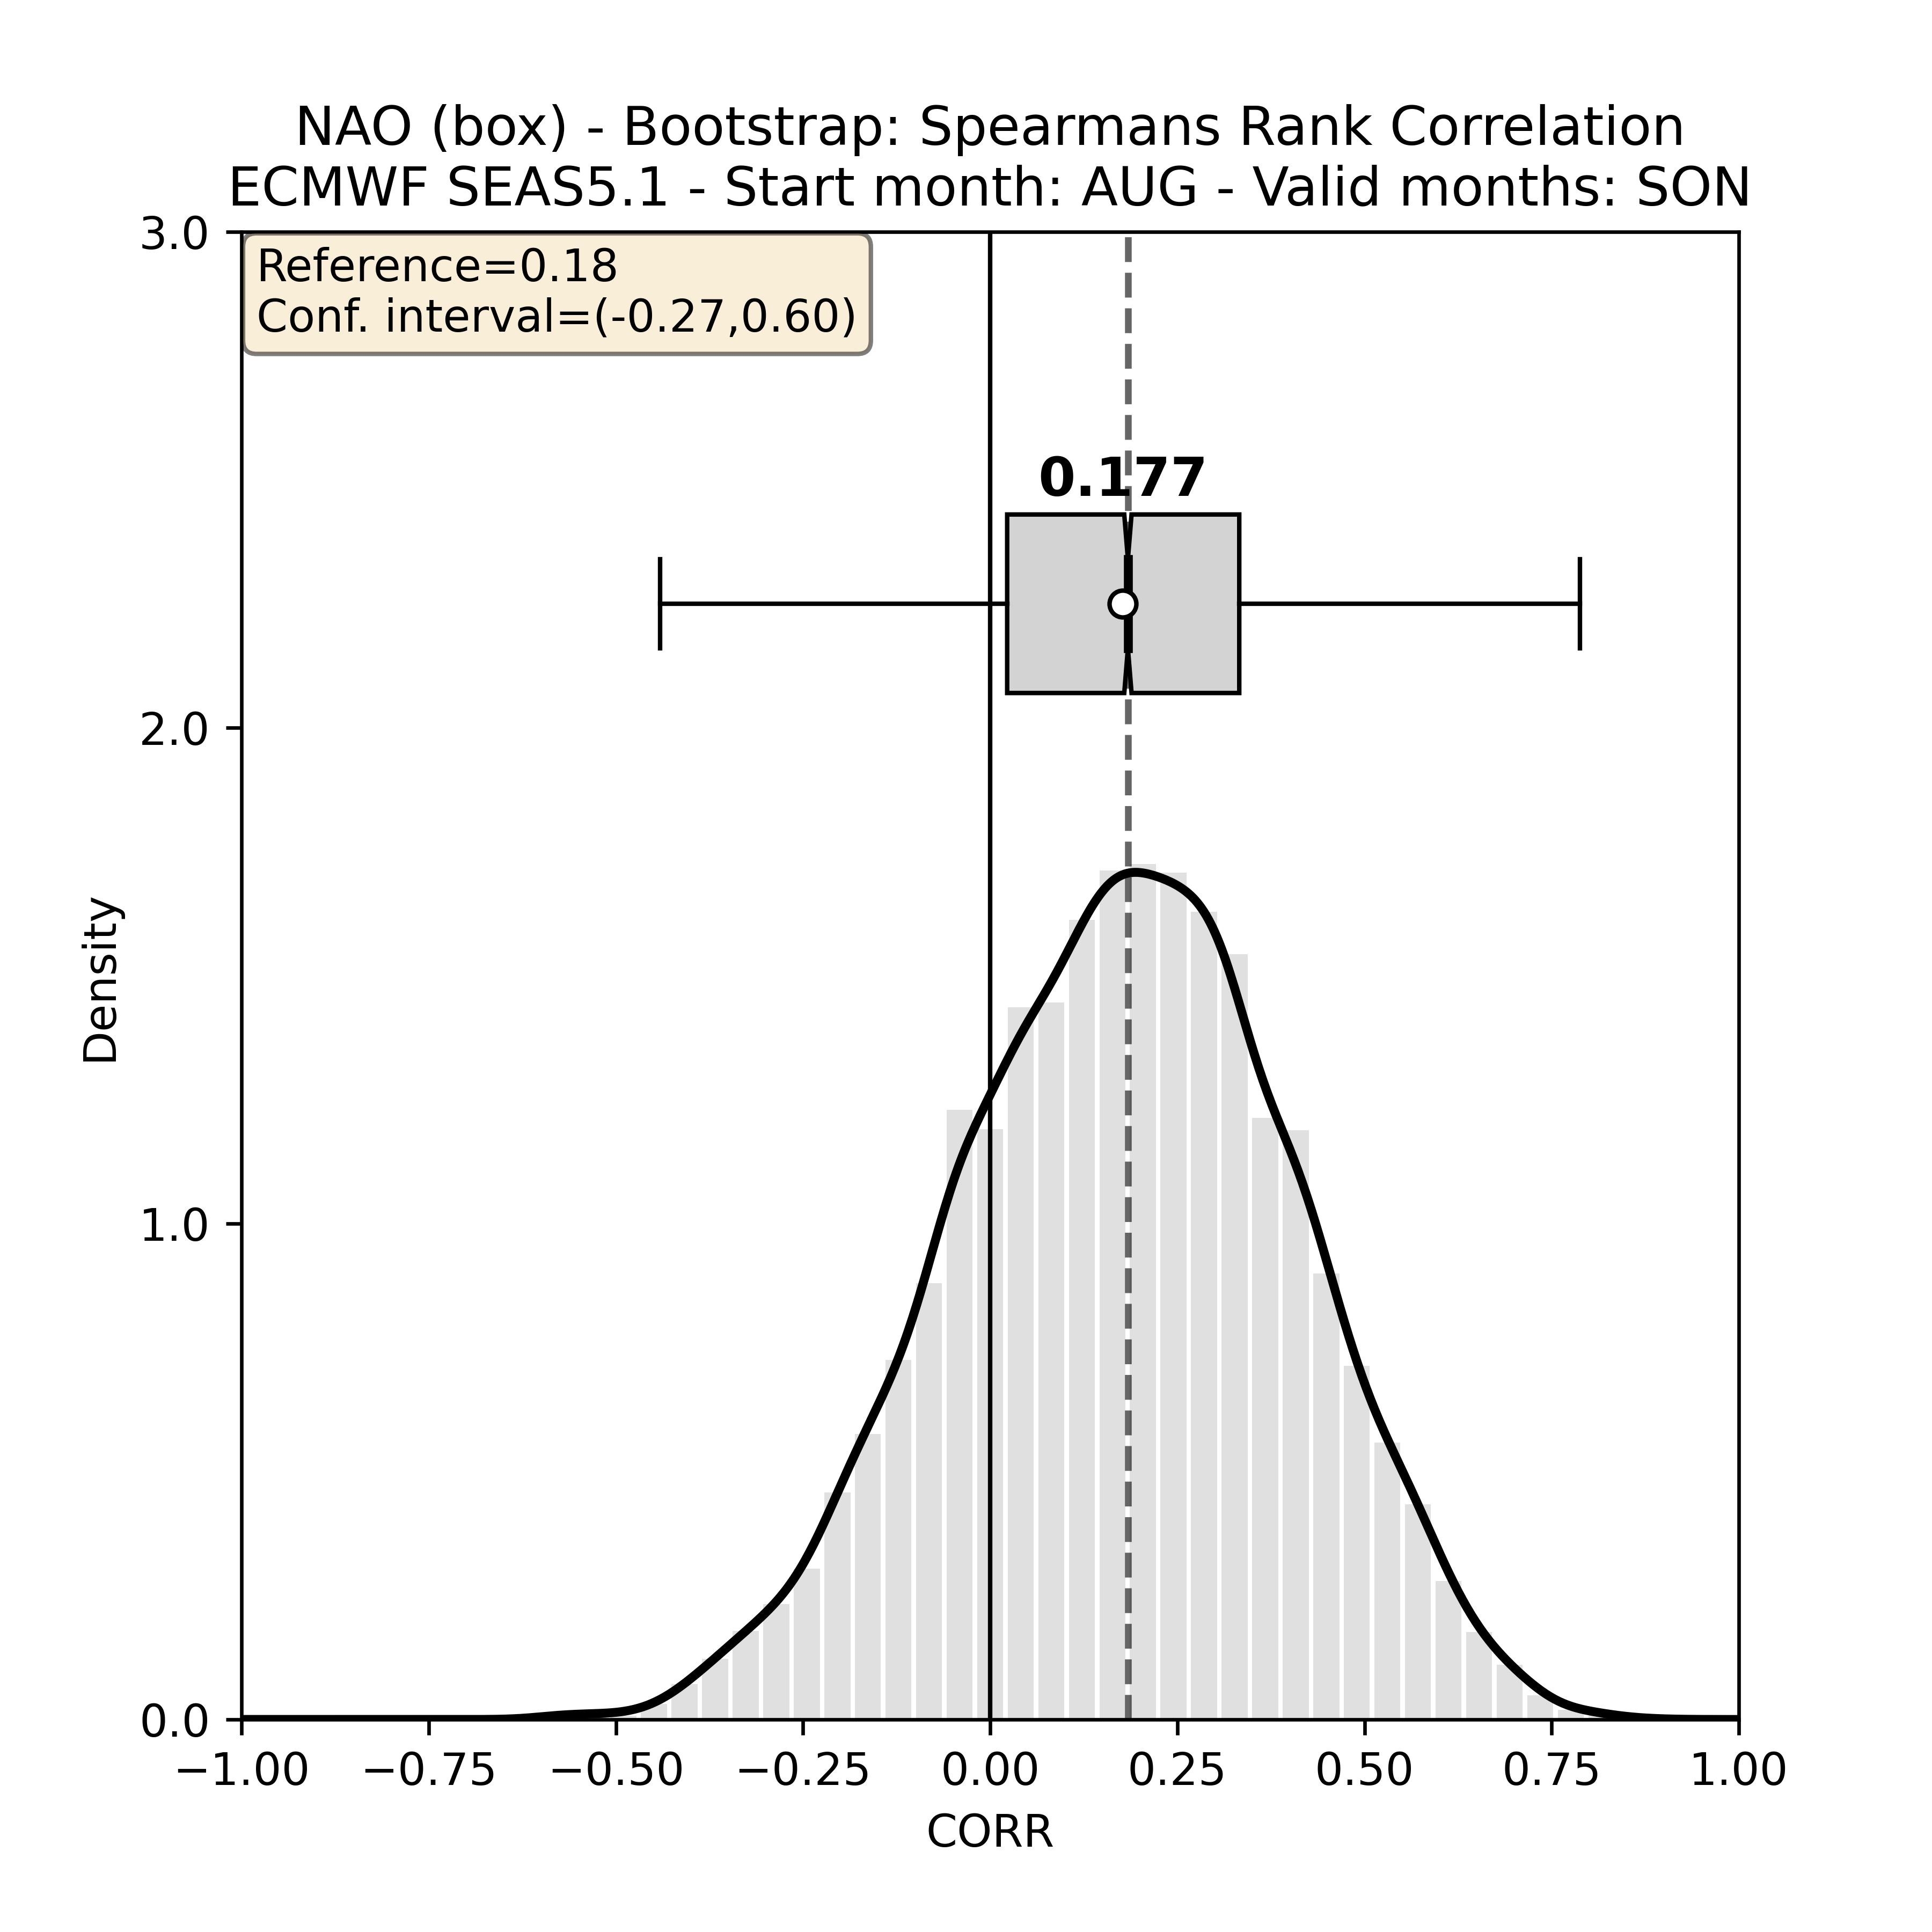 NAO (box) - Bootstrap: Spearmans Rank Correlation
ECMWF SEAS5.1 - Start month: AUG - Valid months: SON
3.0
Reference=0.18
Conf. interval=(-0.27,0.60)
0.177
2.0
Density
1.0
0.0
−1.00 −0.75 −0.50 −0.25 0.00 0.25 0.50 0.75 1.00
CORR